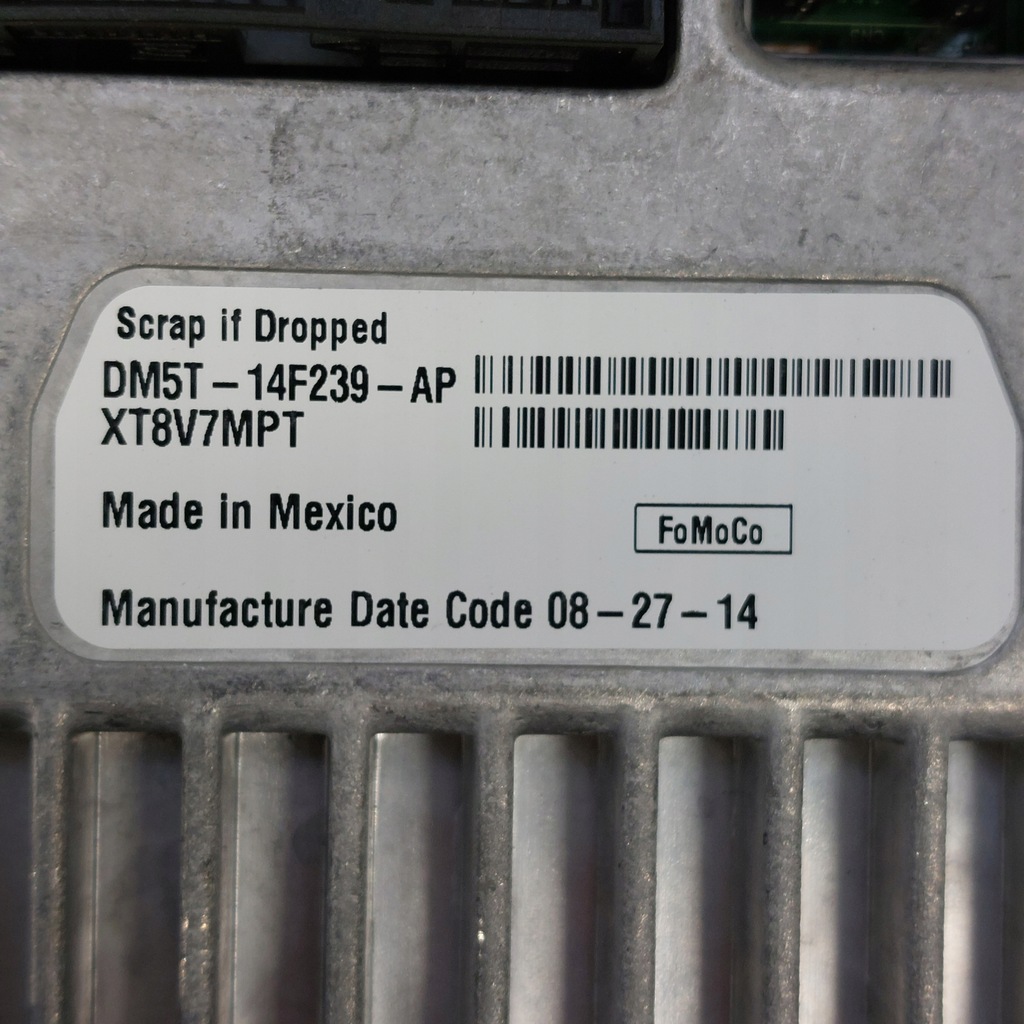 Scrap if Dropped
DM5T-14F239-AP
XT8V7MPT
Made in Mexico
FoMoCo
Manufacture Date Code 08-27-14